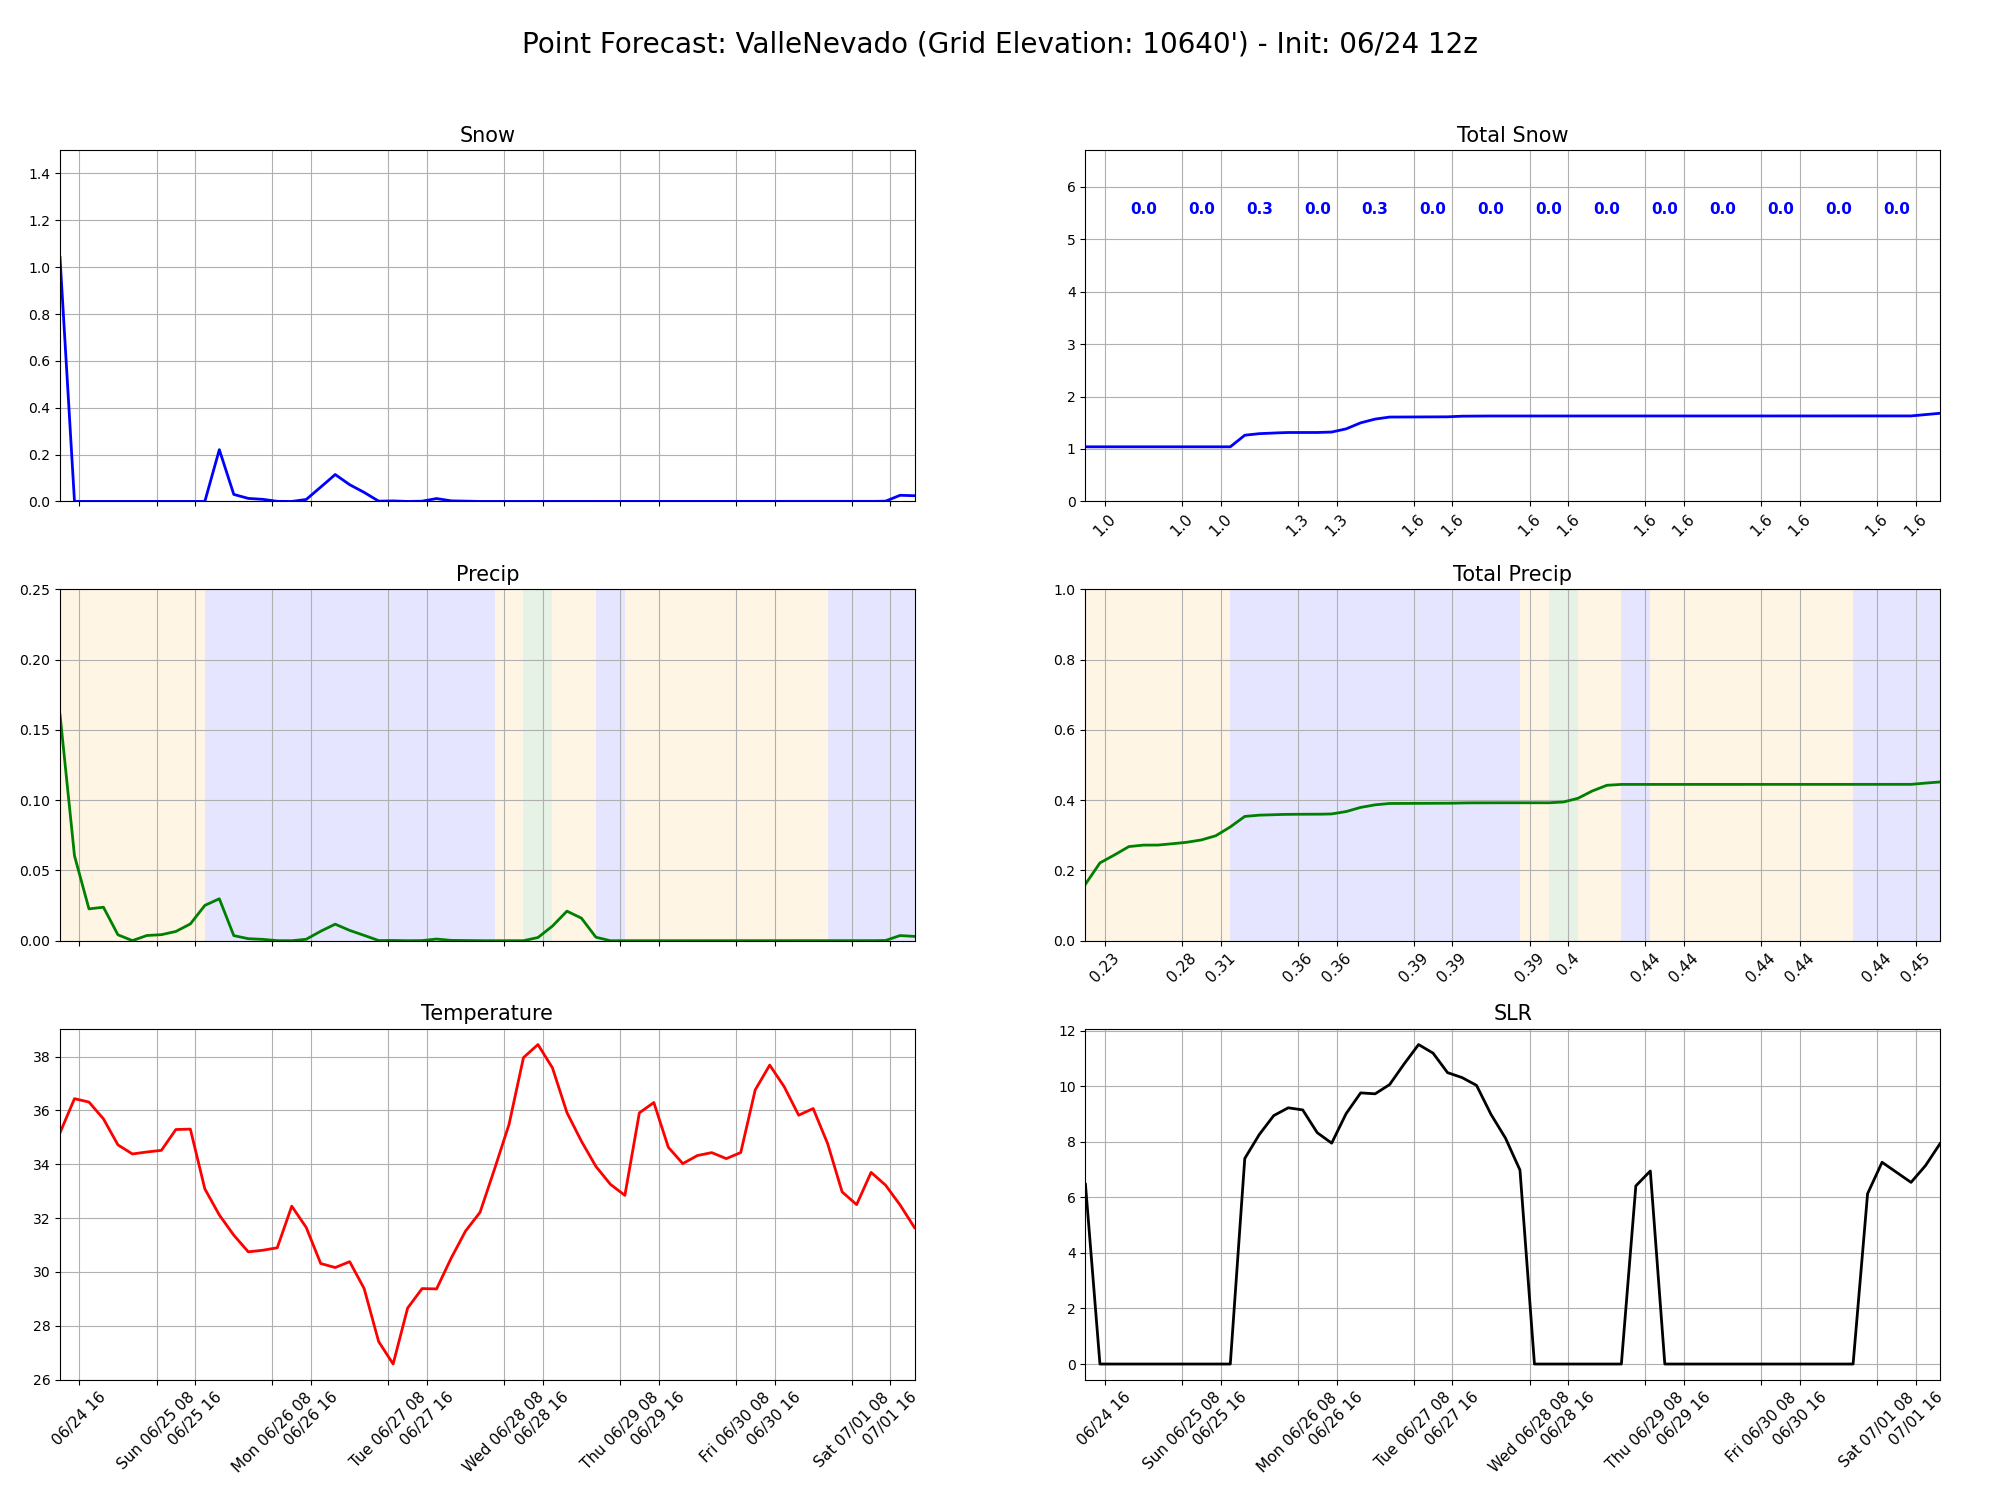 Point Forecast: ValleNevado (Grid Elevation: 10640') - Init: 06/24 12z
Snow
1.4
1.2
1.0
0.8
0.6
0.4
0.2
0.0
Total Snow
6
5
4
3
2
1
0
0.0 0.0 0.3 0.0 0.3 0.0 0.0 0.0 0.0 0.0 0.0 0.0 0.0 0.0
1.0 1.0 1.0 1.3 1.3 1.6 1.6 1.6 1.6 1.6 1.6 1.6 1.6 1.6 1.6
Precip
0.25
0.20
0.15
0.10
0.05
0.00
Total Precip
1.0
0.8
0.6
0.4
0.2
0.0
0.23 0.28 0.31 0.36 0.36 0.39 0.39 0.39 0.4 0.44 0.44 0.44 0.44 0.44 0.45
Temperature
38
36
34
32
30
28
26
06/24 16
Sun 06/25 08
06/25 16
Mon 06/26 08
06/26 16
Tue 06/27 08
06/27 16
Wed 06/28 08
06/28 16
Thu 06/29 08
06/29 16
Fri 06/30 08
06/30 16
Sat 07/01 08
07/01 16
SLR
12
10
8
6
4
2
0
06/24 16
Sun 06/25 08
06/25 16
Mon 06/26 08
06/26 16
Tue 06/27 08
06/27 16
Wed 06/28 08
06/28 16
Thu 06/29 08
06/29 16
Fri 06/30 08
06/30 16
Sat 07/01 08
07/01 16